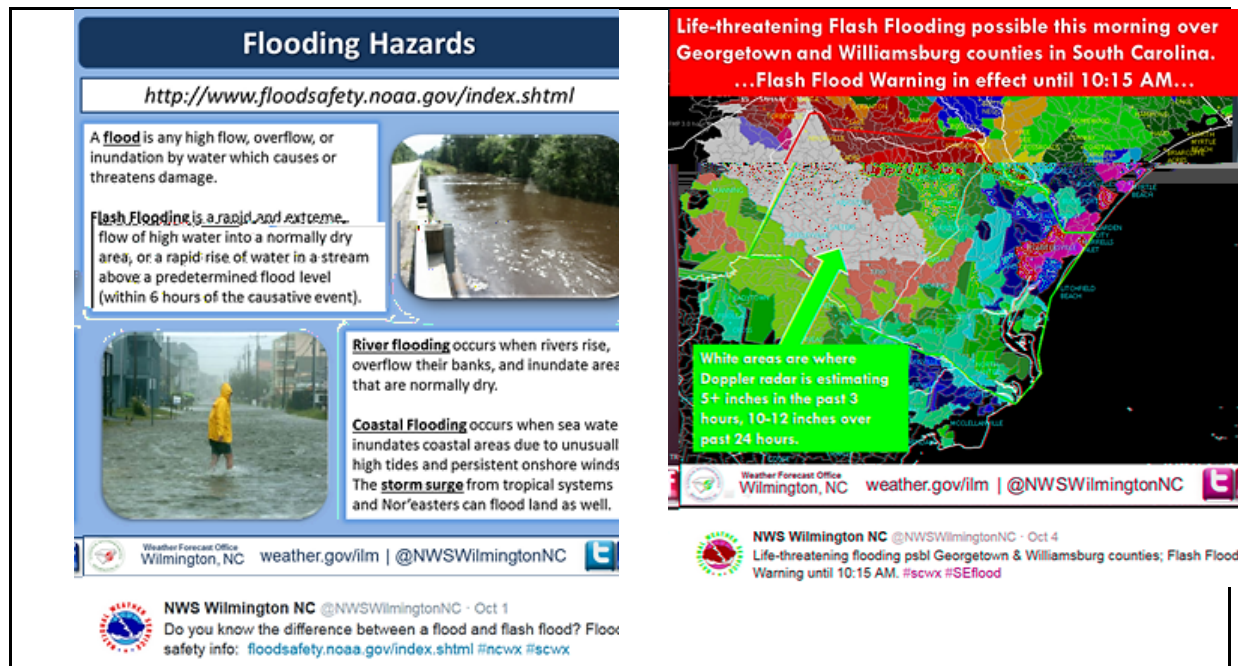 Flooding Hazards
http://www.floodsafety.noaa.gov/index.shtml
A flood is any high flow, overflow, or
inundation by water which causes or
threatens damage.
Flash Flooding is a rapid and extreme
flow of high water into a normally dry
area, or a rapid rise of water in a stream
above a predetermined flood level
(within 6 hours of the causative event).
River flooding occurs when rivers rise,
overflow their banks, and inundate area
that are normally dry.
Coastal Flooding occurs when sea wate
inundates coastal areas due to unusuall
high tides and persistent onshore winds
The storm surge from tropical systems
and Nor'easters can flood land as well.
Weather Forecast Office
Wilmington, NC weather.gov/ilm | @NWSWilmingtonNC
NWS Wilmington NC @NWSWilmingtonNC · Oct 1
Do you know the difference between a flood and flash flood? Flood
safety info: floodsafety.noaa.gov/index.shtml #ncwx #scwx
Life-threatening Flash Flooding possible this morning over
Georgetown and Williamsburg counties in South Carolina.
...Flash Flood Warning in effect until 10:15 AM...
MYRTLE
BEACH
LITCHFIELD
BEACH
MCCLELLANVILLE
White areas are where
Doppler radar is estimating
5+ inches in the past 3
hours, 10-12 inches over
past 24 hours.
Weather Forecast Office
Wilmington, NC weather.gov/ilm | @NWSWilmingtonNC
NWS Wilmington NC @NWSWilmingtonNC · Oct 4
Life-threatening flooding psbl Georgetown & Williamsburg counties; Flash Flood
Warning until 10:15 AM. #scwx #SEflood